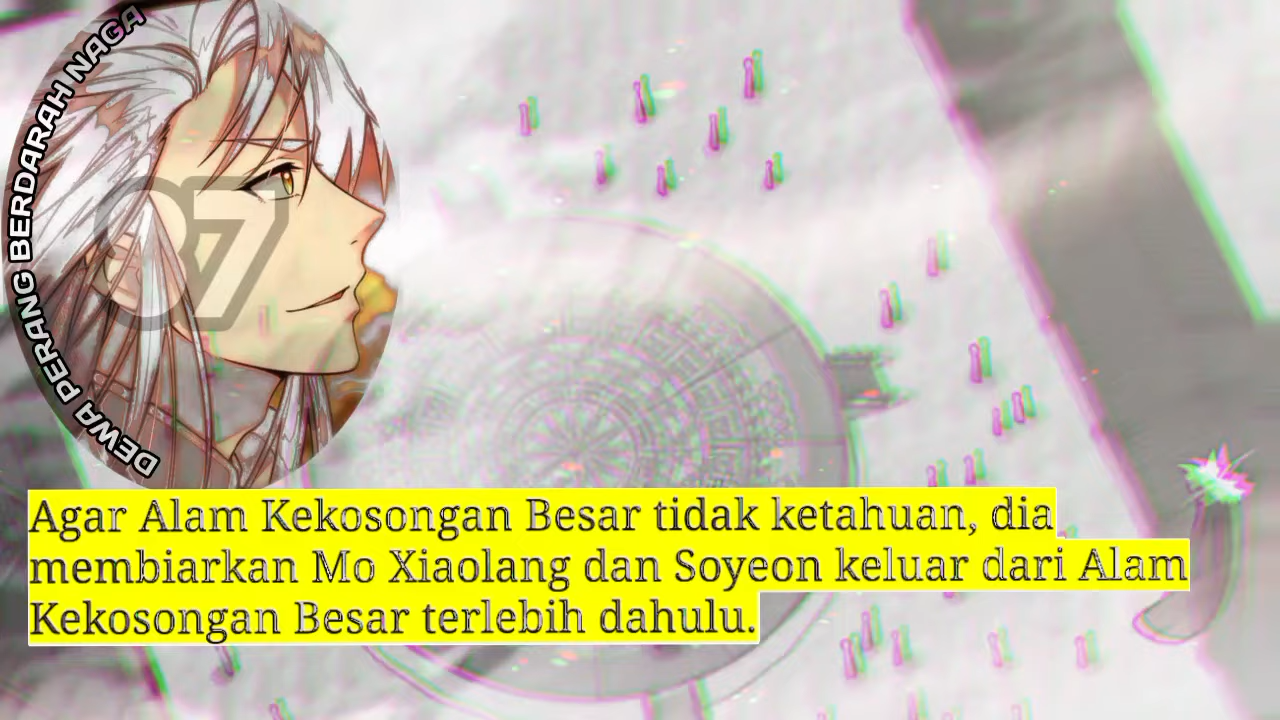 DEWA PERANG BERDARAH NAGA
Agar Alam Kekosongan Besar tidak ketahuan, dia
membiarkan Mo Xiaolang dan Soyeon keluar dari Alam
Kekosongan Besar terlebih dahulu.